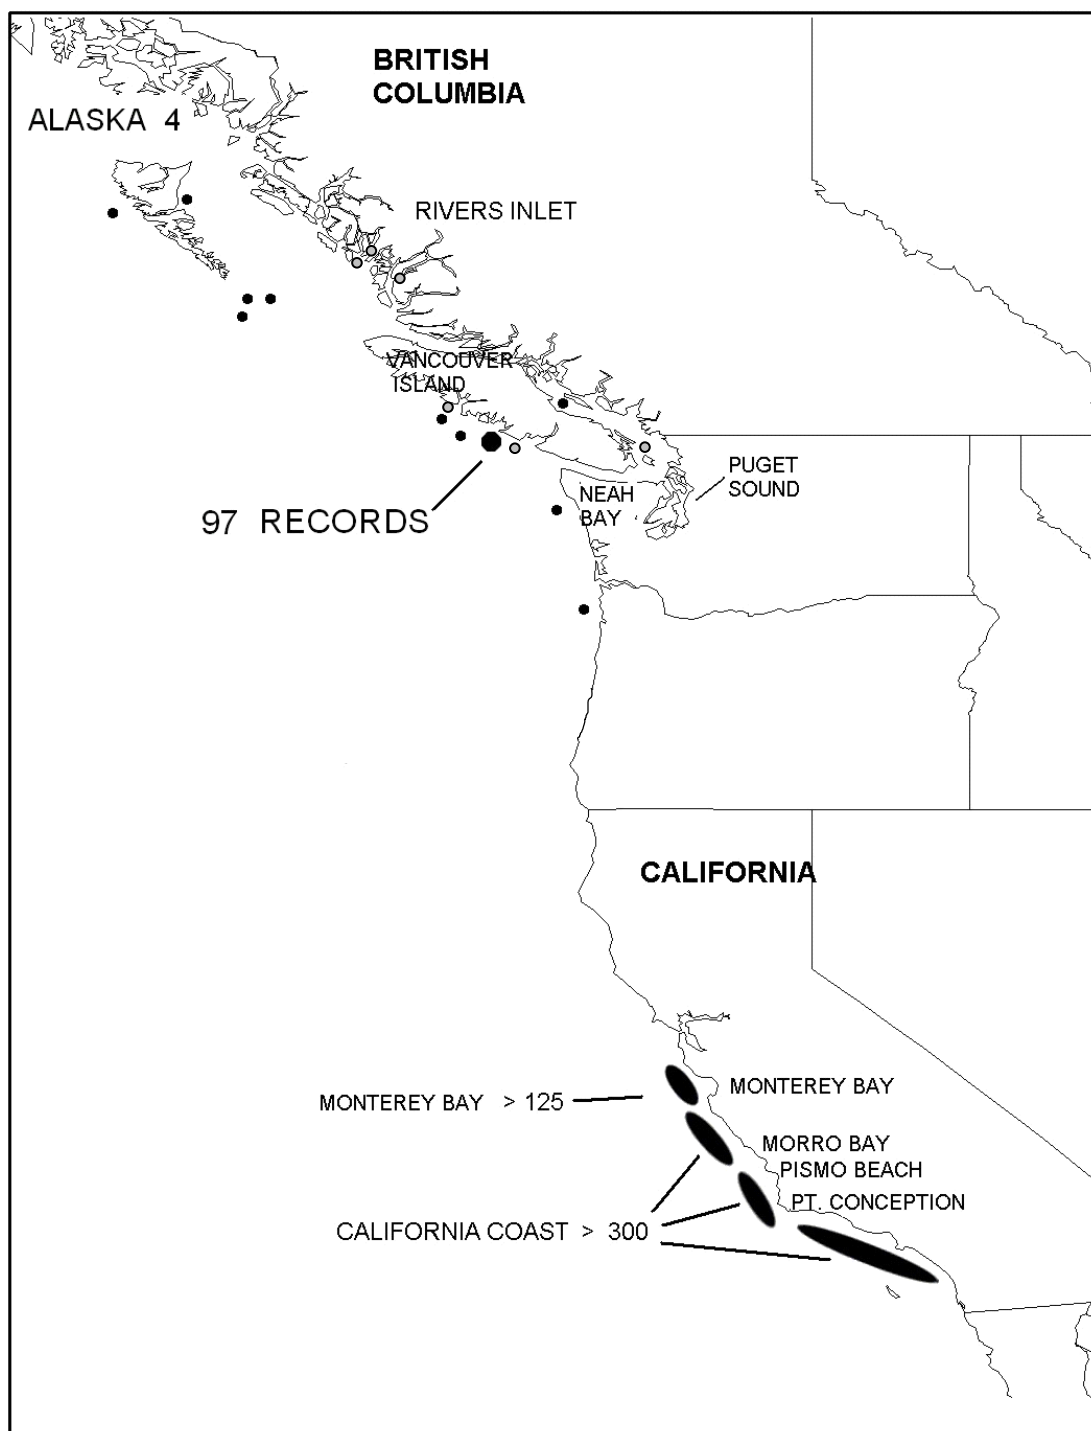 BRITISH
COLUMBIA
ALASKA 4
RIVERS INLET
VANCOUVER
ISLAND
PUGET
SOUND
NEAH
BAY
97 RECORDS
CALIFORNIA
MONTEREY BAY
MONTEREY BAY > 125
MORRO BAY
PISMO BEACH
PT. CONCEPTION
CALIFORNIA COAST > 300